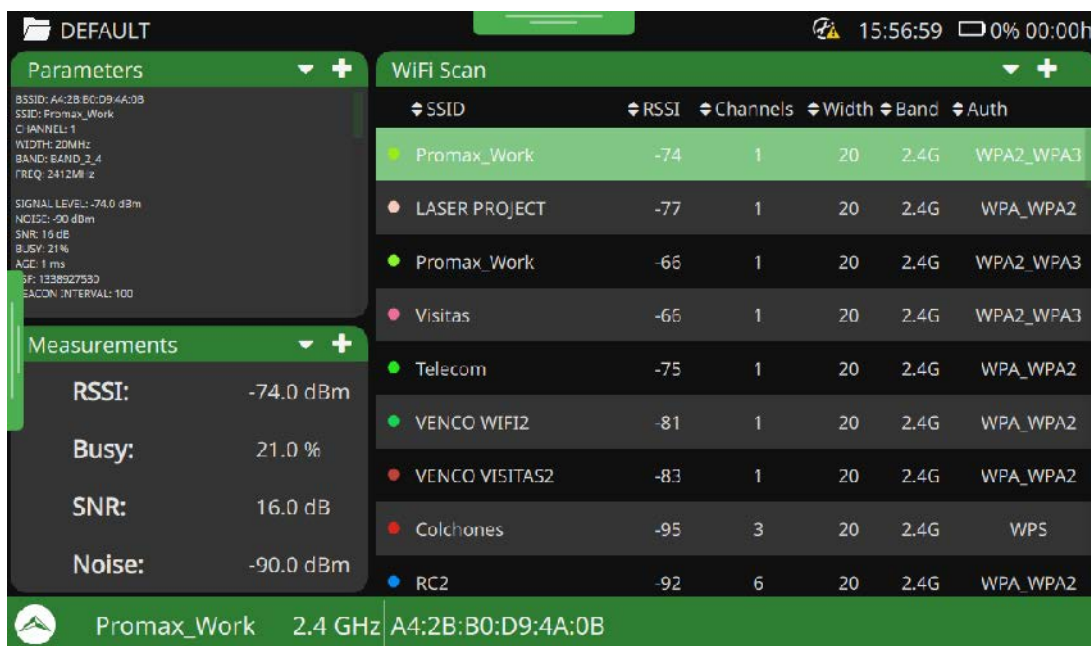 DEFAULT
15:56:59 0% 00:00h
Parameters
BSSID: A4:2B:B0:D9:4A:0B
SSID: Promax_Work
CHANNEL: 1
WIDTH: 20MHz
BAND: BAND_2_4
FREQ: 2412MHz
SIGNAL LEVEL: -74.0 dBm
NOISE: -90 dBm
SNR: 16 dB
BUSY: 21%
AGE: 1 ms
1338927530
BEACON INTERVAL: 100
Measurements
RSSI: -74.0 dBm
Busy: 21.0 %
SNR: 16.0 dB
Noise: -90.0 dBm
WiFi Scan
SSID RSSI Channels Width Band Auth
Promax_Work -74 1 20 2.4G WPA2_WPA3
LASER PROJECT -77 1 20 2.4G WPA_WPA2
Promax_Work -66 1 20 2.4G WPA2_WPA3
Visitas -66 1 20 2.4G WPA2_WPA3
Telecom -75 1 20 2.4G WPA_WPA2
VENCO WIFI2 -81 1 20 2.4G WPA_WPA2
VENCO VISITAS2 -83 1 20 2.4G WPA_WPA2
Colchones -95 3 20 2.4G WPS
RC2 -92 6 20 2.4G WPA_WPA2
Promax_Work 2.4 GHz A4:2B:B0:D9:4A:0B